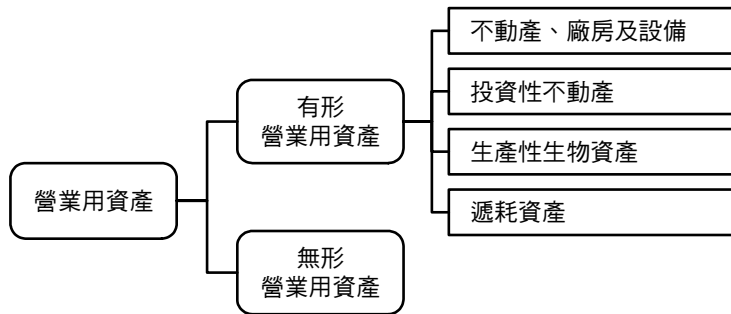 不動產、廠房及設備
有形
營業用資產
投資性不動產
生產性生物資產
營業用資產
遞耗資產
無形
營業用資產